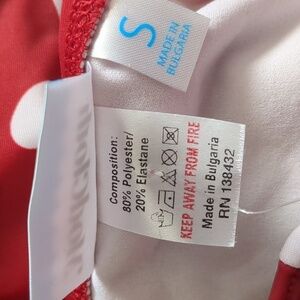 S
MADE IN
BULGARIA
Composition:
80% Polyester/
20% Elastane
KEEP AWAY FROM FIRE
Made in Bulgaria
RN 138432